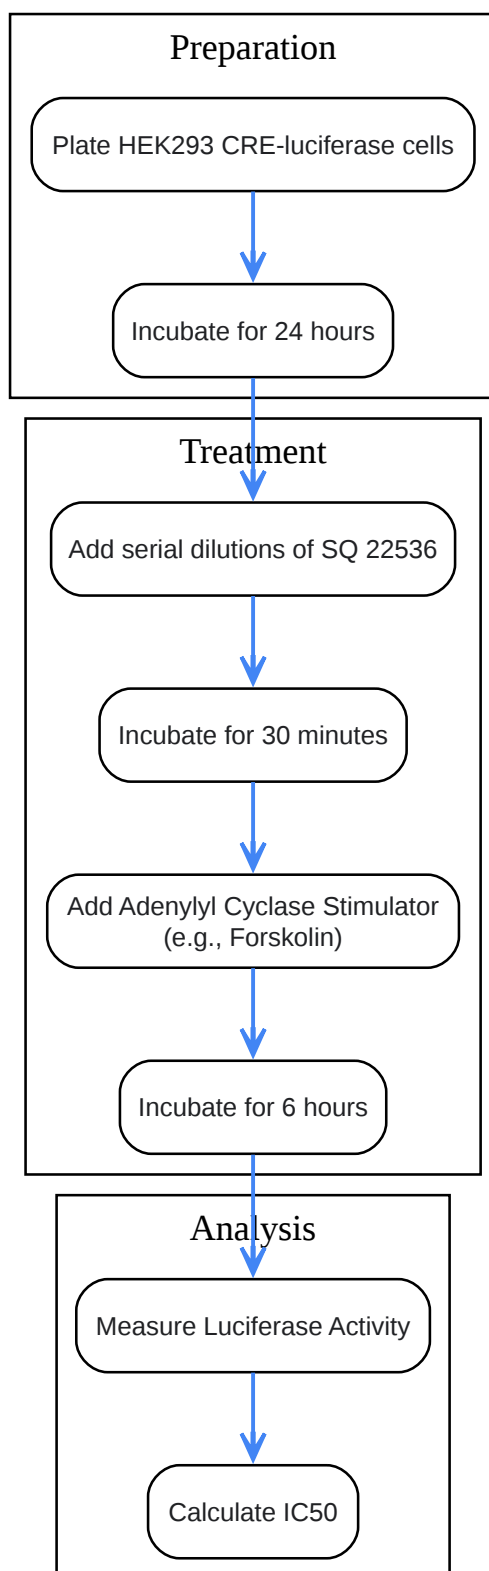 Preparation
Plate HEK293 CRE-luciferase cells
Incubate for 24 hours
Treatment
Add serial dilutions of SQ 22536
Incubate for 30 minutes
Add Adenylyl Cyclase Stimulator
(e.g., Forskolin)
Incubate for 6 hours
Analysis
Measure Luciferase Activity
Calculate IC50